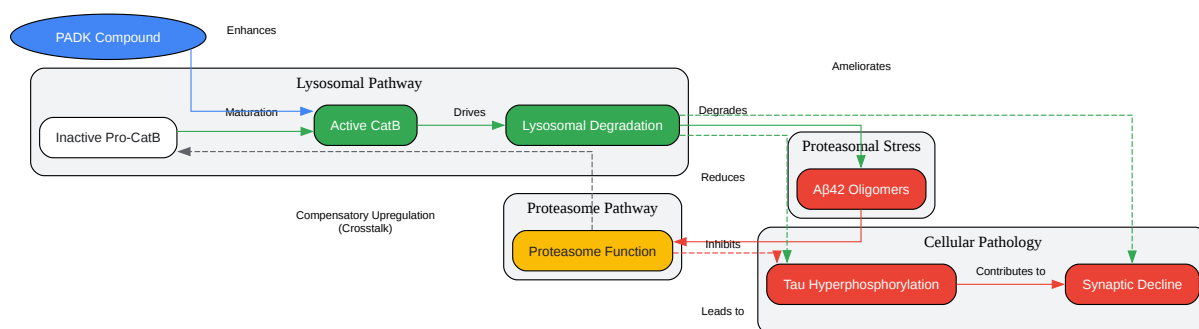 Enhances
PADK Compound
Ameliorates
Lysosomal Pathway
Maturation
Drives
Degrades
Inactive Pro-CatB
Active CatB
Lysosomal Degradation
Proteasomal Stress
Reduces
Aβ42 Oligomers
Proteasome Pathway
Compensatory Upregulation
(Crosstalk)
Proteasome Function
Inhibits
Cellular Pathology
Contributes to
Tau Hyperphosphorylation
Synaptic Decline
Leads to